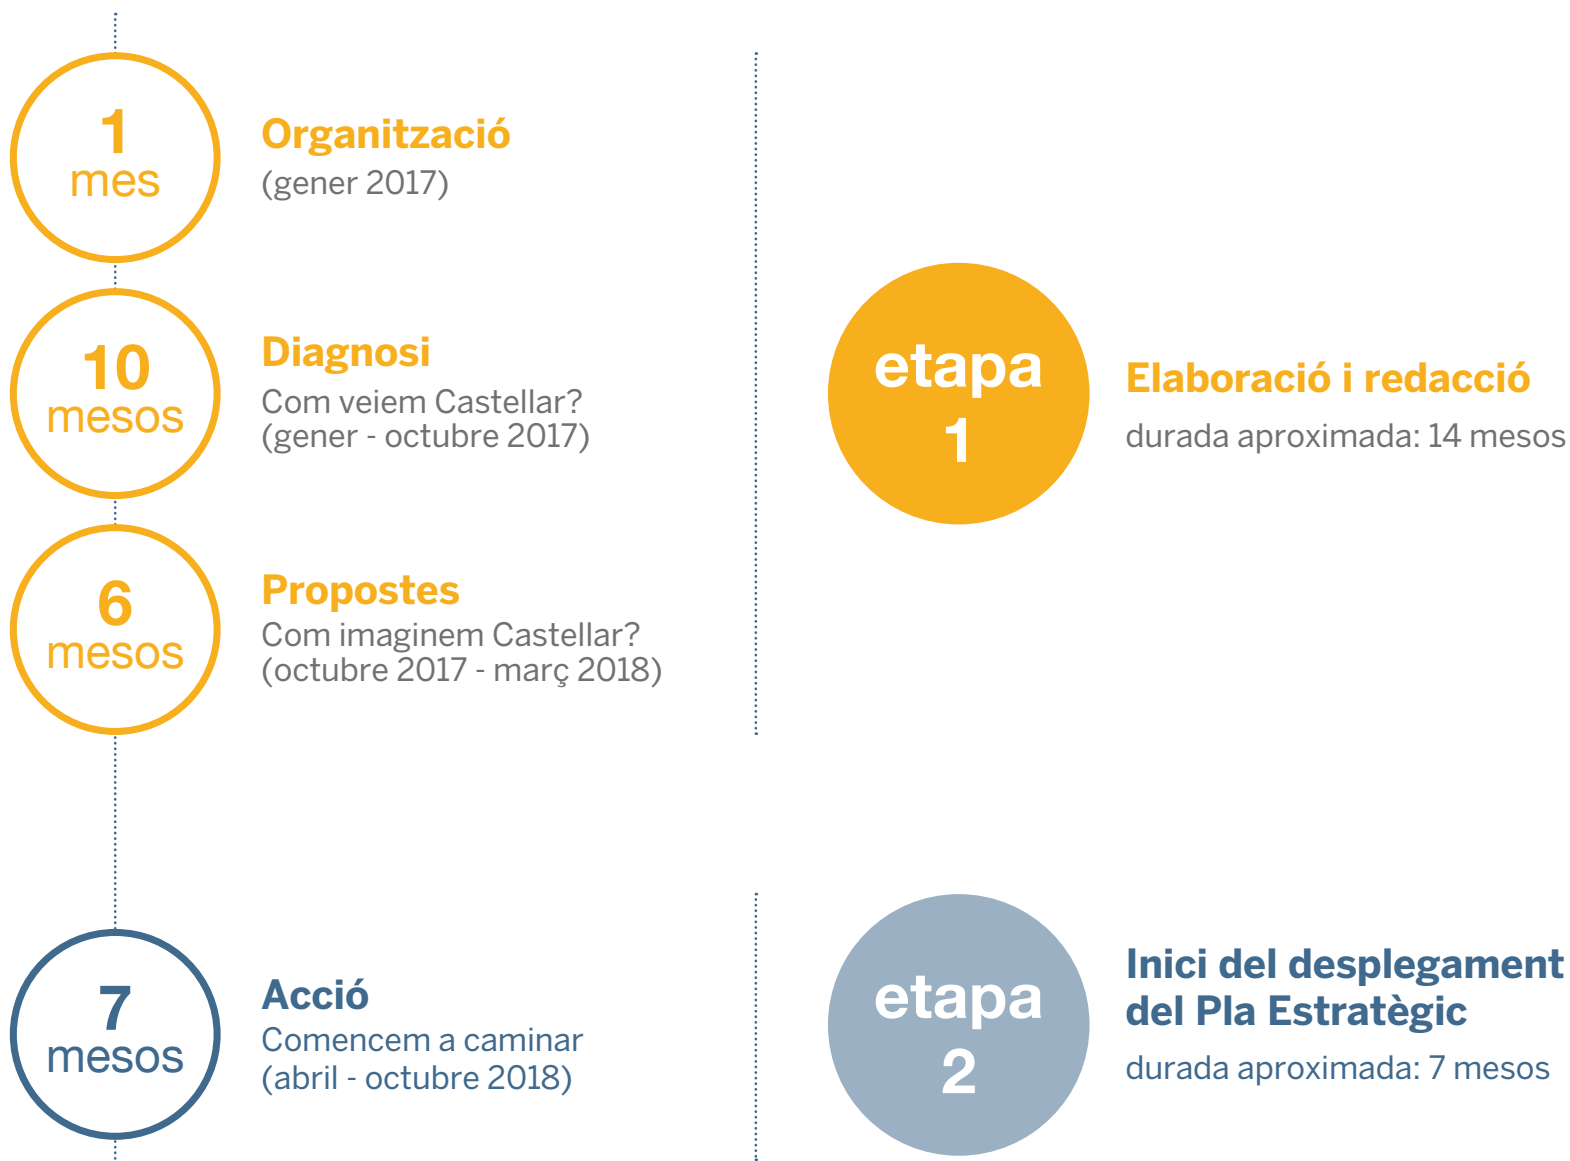 1
mes
Organització
(gener 2017)
10
mesos
Diagnosi
Com veiem Castellar?
(gener - octubre 2017)
6
mesos
Propostes
Com imaginem Castellar?
(octubre 2017 - març 2018)
etapa
1
Elaboració i redacció
durada aproximada: 14 mesos
7
mesos
Acció
Comencem a caminar
(abril - octubre 2018)
etapa
2
Inici del desplegament
del Pla Estratègic
durada aproximada: 7 mesos